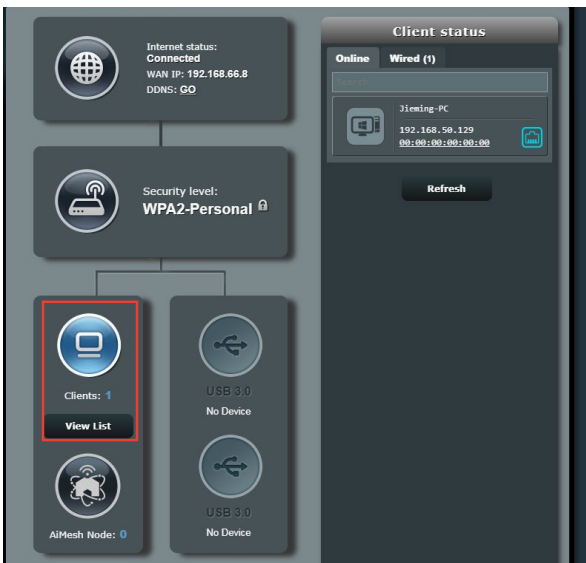 Internet status:
Connected
WAN IP: 192.168.66.8
DDNS: GO
Security level:
WPA2-Personal
Clients: 1
View List
AiMesh Node: 0
USB 3.0
No Device
USB 3.0
No Device
Client status
Online Wired (1)
Search
Jieming-PC
192.168.50.129
00:00:00:00:00:00
Refresh